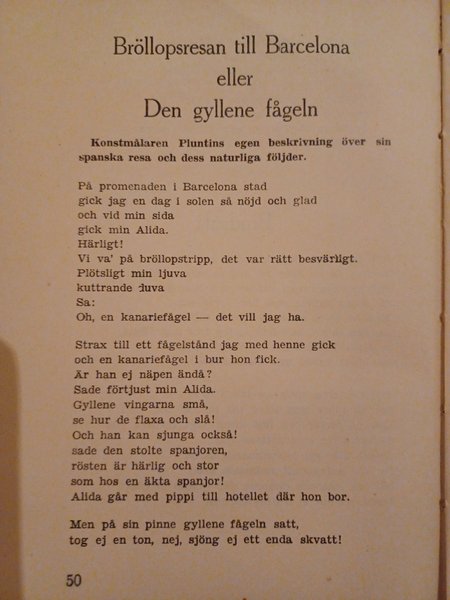 Bröllopsresan till Barcelona
eller
Den gyllene fågeln
Konstmålaren Pluntins egen beskrivning över sin
spanska resa och dess naturliga följder.
På promenaden i Barcelona stad
gick jag en dag i solen så nöjd och glad
och vid min sida
gick min Alida.
Härligt!
Vi va' på bröllopstripp, det var rätt besvärligt.
Plötsligt min ljuva
kuttrande duva
Sa:
Oh, en kanariefågel — det vill jag ha.
Strax till ett fågelstånd jag med henne gick
och en kanariefågel i bur hon fick.
Är han ej näpen ändå?
Sade förtjust min Alida.
Gyllene vingarna små,
se hur de flaxa och slå!
Och han kan sjunga också!
sade den stolte spanjoren,
rösten är härlig och stor
som hos en äkta spanjor!
Alida går med pippi till hotellet där hon bor.
Men på sin pinne gyllene fågeln satt,
tog ej en ton, nej, sjöng ej ett enda skvatt!
50